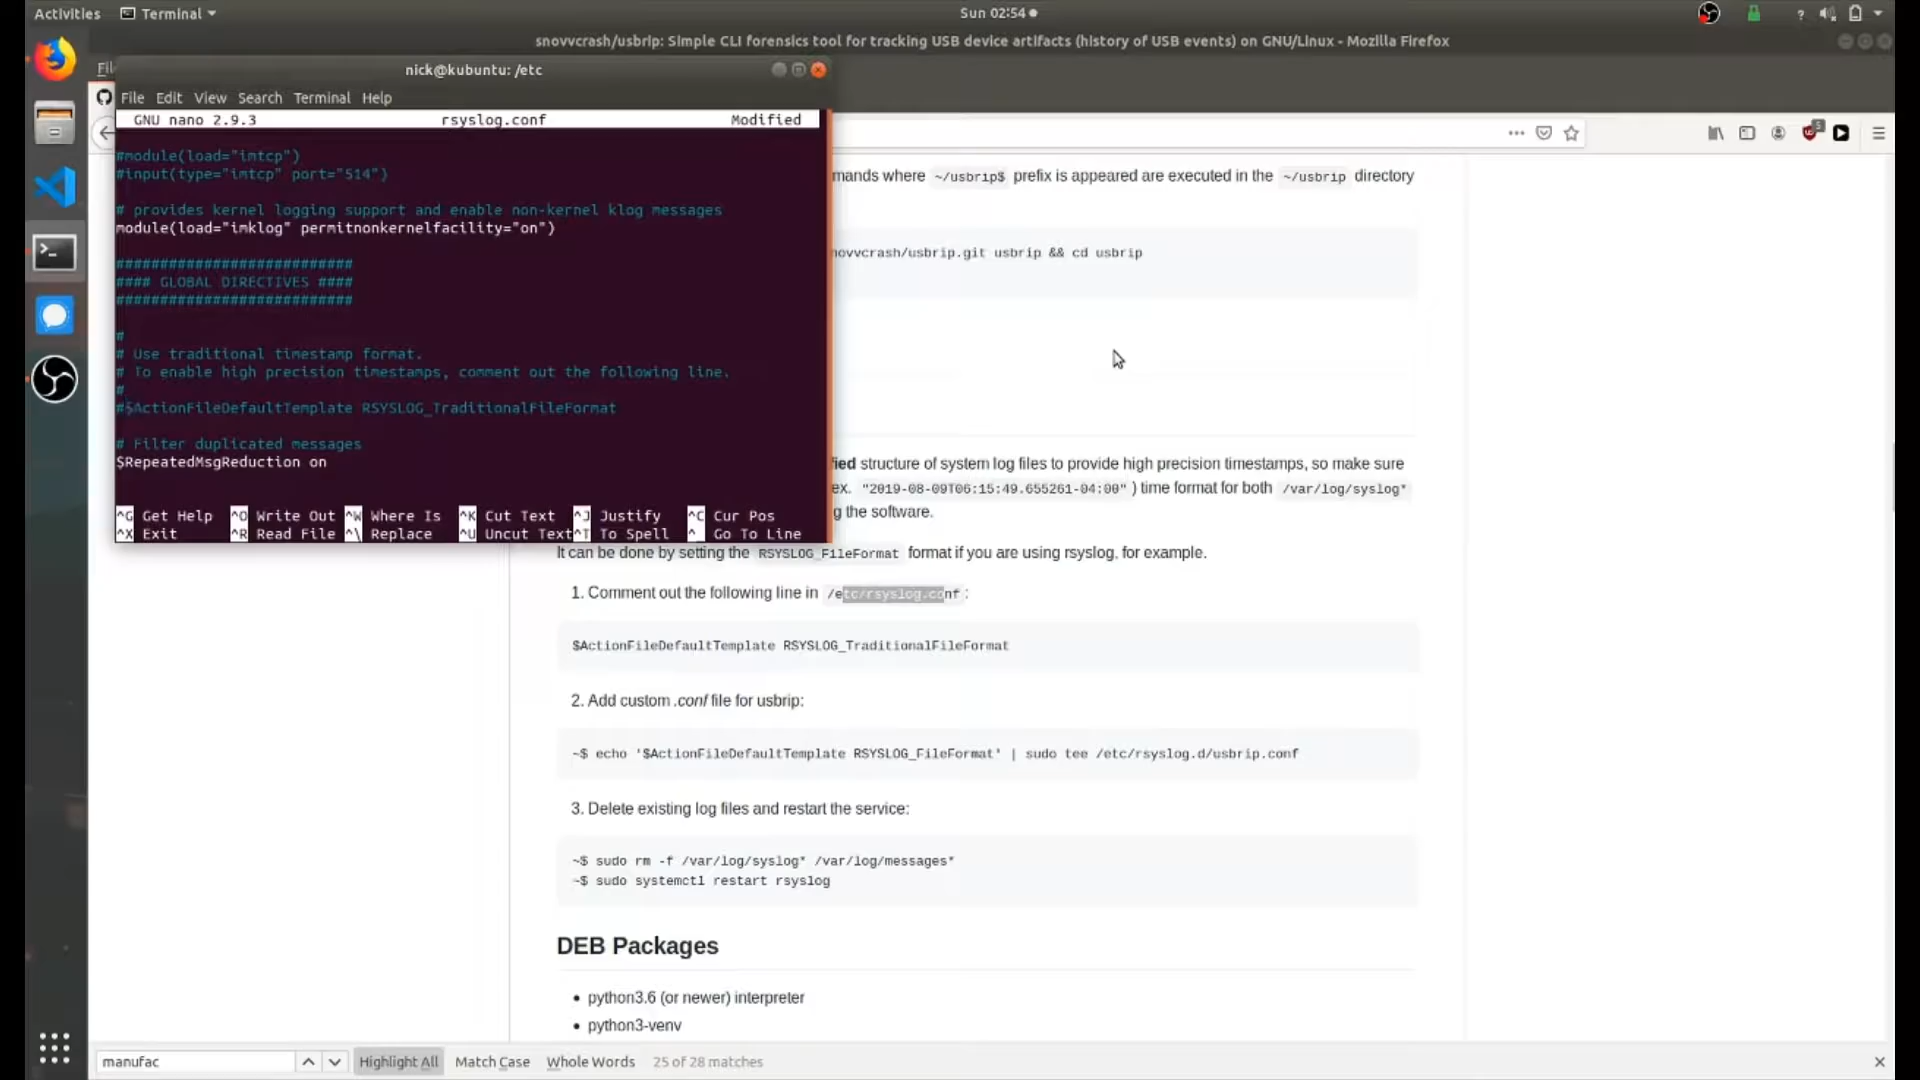 Activities
Terminal
Sun 02:54
snovvcrash/usbrip: Simple CLI forensics tool for tracking USB device artifacts (history of USB events) on GNU/Linux - Mozilla Firefox
nick@kubuntu: /etc
File Edit View Search Terminal Help
GNU nano 2.9.3 rsyslog.conf Modified
#module(load="imtcp")
#input(type="imtcp" port="514")
# provides kernel logging support and enable non-kernel klog messages
module(load="imklog" permitnonkernelfacility="on")
###########################
#### GLOBAL DIRECTIVES ####
###########################
#
# Use traditional timestamp format.
# To enable high precision timestamps, comment out the following line.
#
#$ActionFileDefaultTemplate RSYSLOG_TraditionalFileFormat
# Filter duplicated messages
$RepeatedMsgReduction on
^G Get Help ^O Write Out ^W Where Is ^K Cut Text ^J Justify ^C Cur Pos
^X Exit ^R Read File ^\ Replace ^U Uncut Text ^T To Spell ^_ Go To Line
mands where ~/usbrip$ prefix is appeared are executed in the ~/usbrip directory
novvcrash/usbrip.git usbrip && cd usbrip
fied structure of system log files to provide high precision timestamps, so make sure
ex. "2019-08-09T06:15:49.655261-04:00" ) time format for both /var/log/syslog*
g the software.
It can be done by setting the RSYSLOG_FileFormat format if you are using rsyslog, for example.
1. Comment out the following line in /etc/rsyslog.conf :
$ActionFileDefaultTemplate RSYSLOG_TraditionalFileFormat
2. Add custom .conf file for usbrip:
~$ echo '$ActionFileDefaultTemplate RSYSLOG_FileFormat' | sudo tee /etc/rsyslog.d/usbrip.conf
3. Delete existing log files and restart the service:
~$ sudo rm -f /var/log/syslog* /var/log/messages*
~$ sudo systemctl restart rsyslog
DEB Packages
• python3.6 (or newer) interpreter
• python3-venv
manufac Highlight All Match Case Whole Words 25 of 28 matches